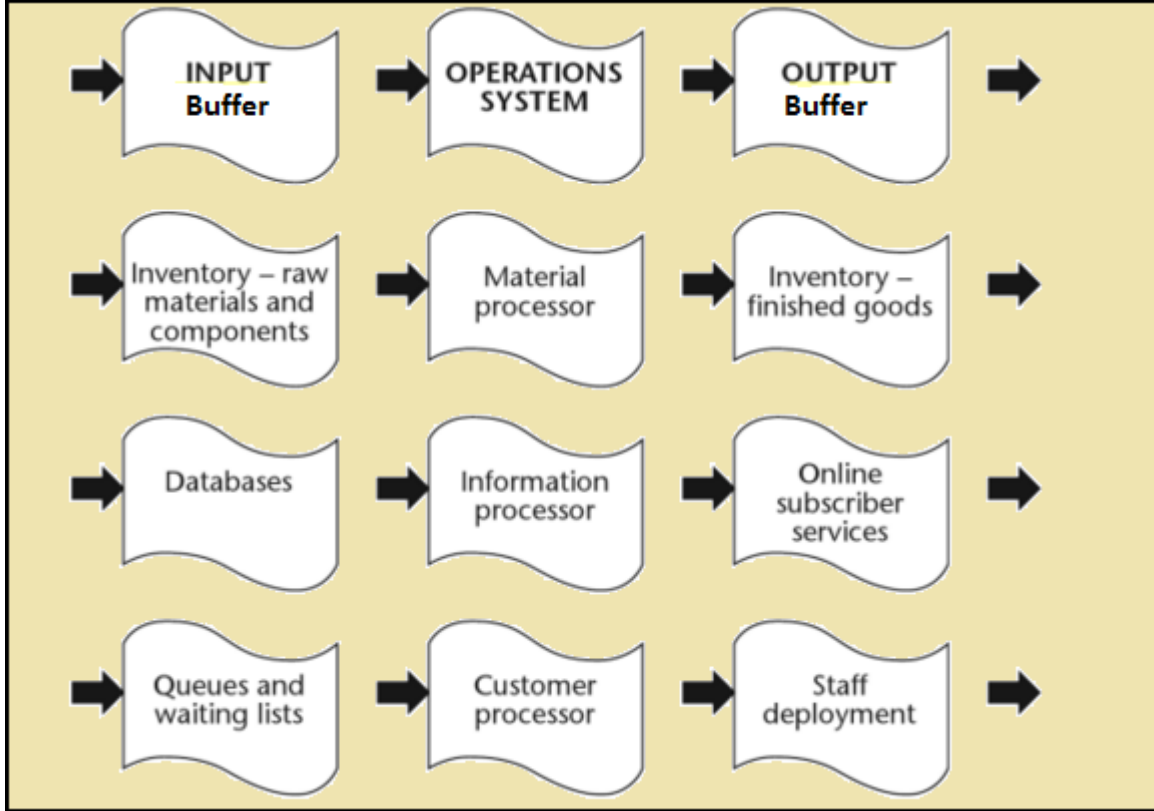 INPUT
Buffer
OPERATIONS
SYSTEM
OUTPUT
Buffer
Inventory – raw
materials and
components
Material
processor
Inventory –
finished goods
Databases
Information
processor
Online
subscriber
services
Queues and
waiting lists
Customer
processor
Staff
deployment